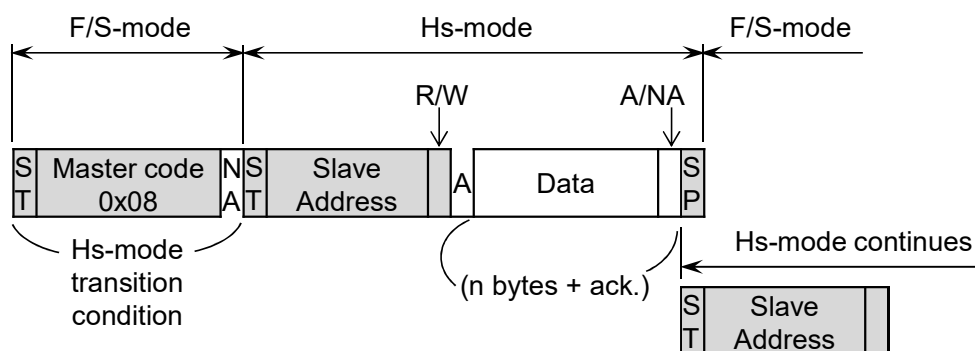 F/S-mode Hs-mode F/S-mode
R/W A/NA
S T Master code 0x08 N A S T Slave Address A Data S P
Hs-mode transition condition
(n bytes + ack.)
Hs-mode continues
S T Slave Address